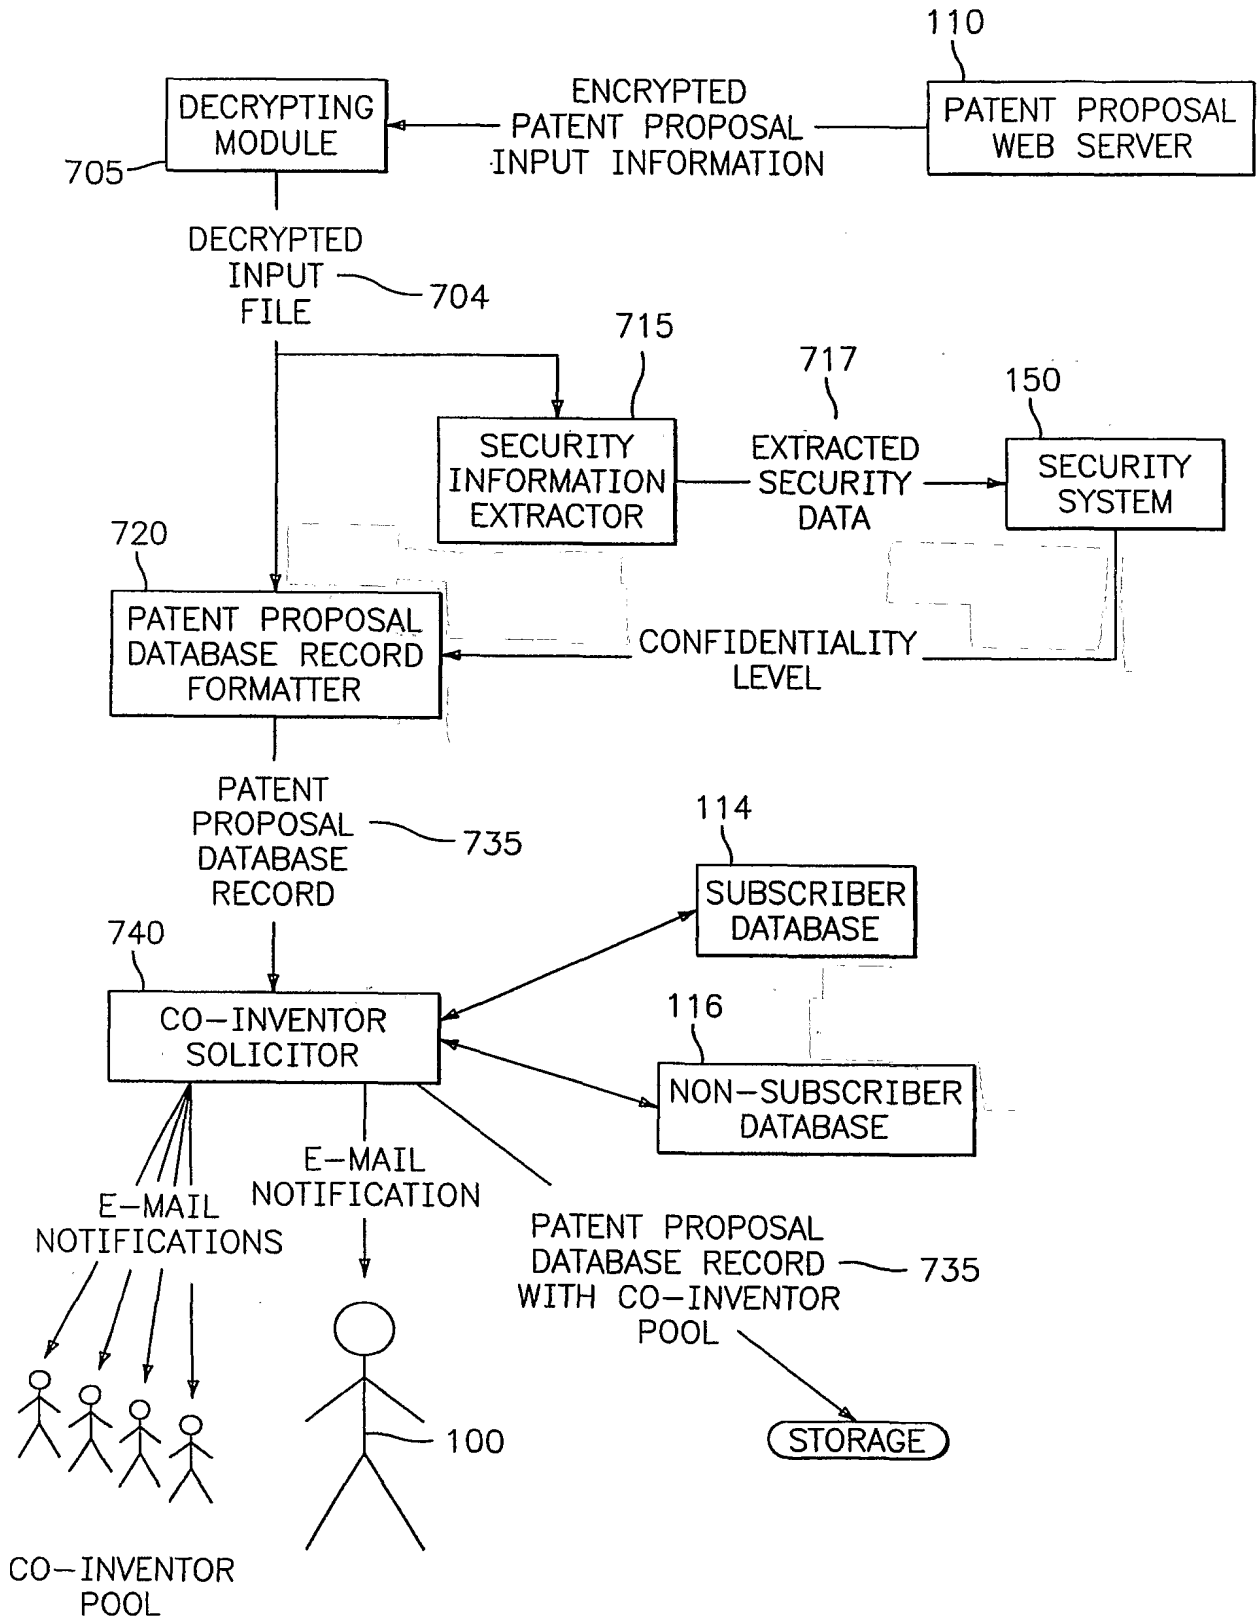 110
DECRYPTING
MODULE
705
ENCRYPTED
PATENT PROPOSAL
INPUT INFORMATION
PATENT PROPOSAL
WEB SERVER
DECRYPTED
INPUT
FILE
704
715
717
150
SECURITY
INFORMATION
EXTRACTOR
EXTRACTED
SECURITY
DATA
SECURITY
SYSTEM
720
PATENT PROPOSAL
DATABASE RECORD
FORMATTER
CONFIDENTIALITY
LEVEL
PATENT
PROPOSAL
DATABASE
RECORD
735
114
SUBSCRIBER
DATABASE
740
CO-INVENTOR
SOLICITOR
116
NON-SUBSCRIBER
DATABASE
E-MAIL
NOTIFICATION
E-MAIL
NOTIFICATIONS
PATENT PROPOSAL
DATABASE RECORD
WITH CO-INVENTOR
POOL
735
100
STORAGE
CO-INVENTOR
POOL